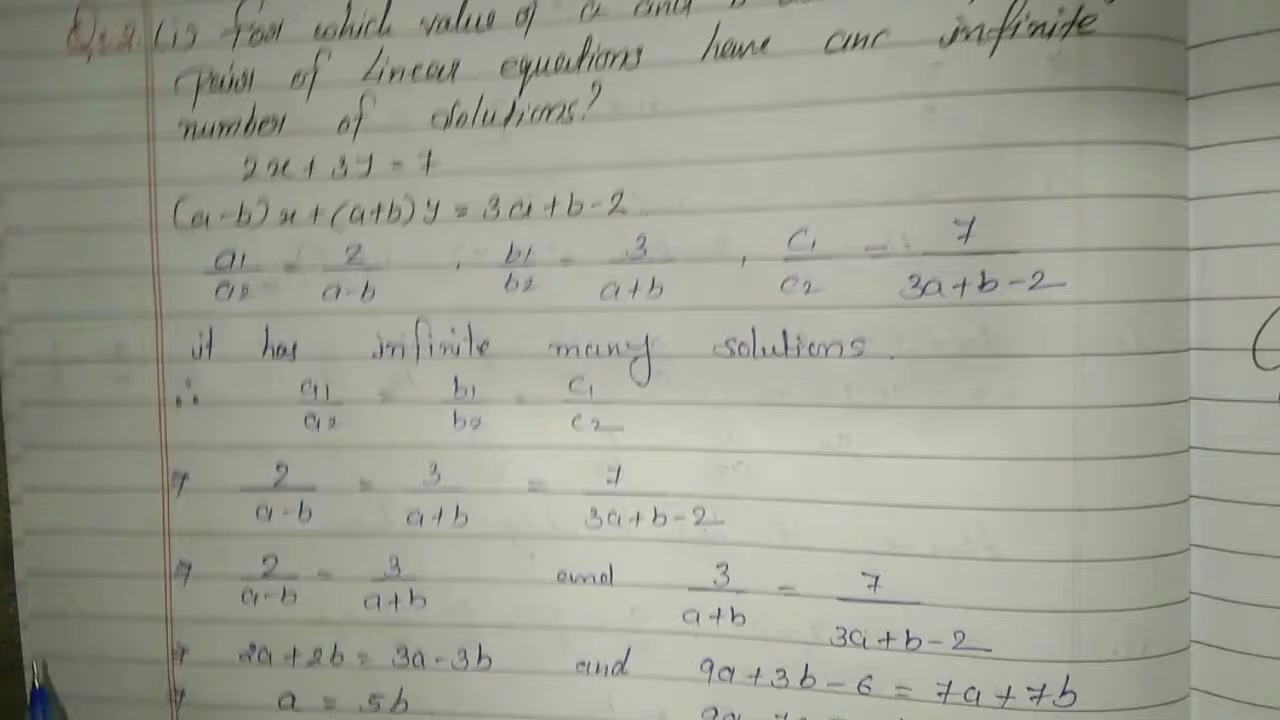 Q.2. (i) For which value of a and
pair of linear equations have an infinite
number of solutions?
2x + 3y = 7
(a-b)x + (a+b)y = 3a+b-2
a1/a2 = 2/a-b , b1/b2 = 3/a+b , c1/c2 = 7/3a+b-2
it has infinite many solutions.
∴ a1/a2 = b1/b2 = c1/c2
⇒ 2/a-b = 3/a+b = 7/3a+b-2
⇒ 2/a-b = 3/a+b and 3/a+b = 7/3a+b-2
⇒ 2a+2b = 3a-3b and 9a+3b-6 = 7a+7b
⇒ a = 5b